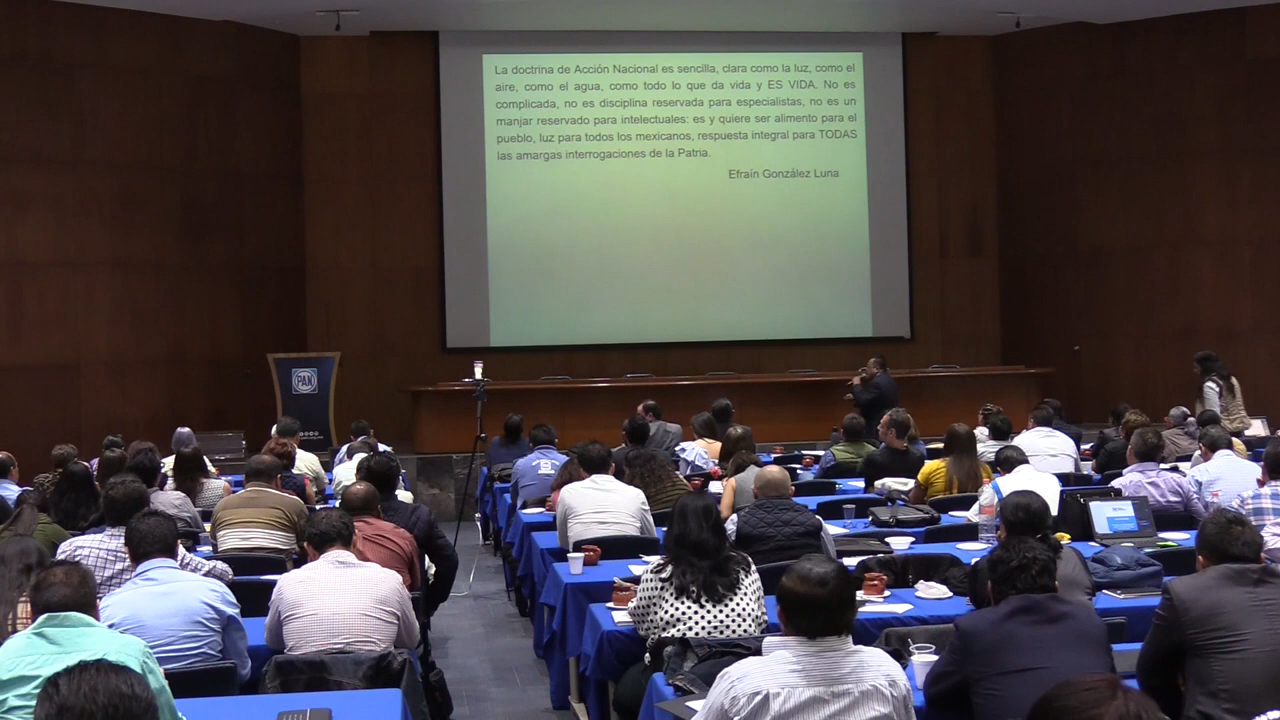 La doctrina de Acción Nacional es sencilla, clara como la luz, como el
aire, como el agua, como todo lo que da vida y ES VIDA. No es
complicada, no es disciplina reservada para especialistas, no es un
manjar reservado para intelectuales: es y quiere ser alimento para el
pueblo, luz para todos los mexicanos, respuesta integral para TODAS
las amargas interrogaciones de la Patria.
Efraín González Luna
PAN